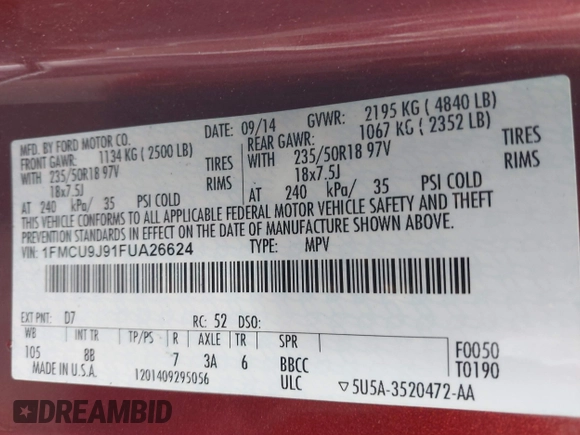 MFD. BY FORD MOTOR CO.
DATE: 09/14
GVWR: 2195 KG ( 4840 LB)
FRONT GAWR: 1134 KG ( 2500 LB)
REAR GAWR: 1067 KG ( 2352 LB)
WITH 235/50R18 97V TIRES
WITH 235/50R18 97V TIRES
18x7.5J RIMS
18x7.5J RIMS
AT 240 kPa/ 35 PSI COLD
AT 240 kPa/ 35 PSI COLD
THIS VEHICLE CONFORMS TO ALL APPLICABLE FEDERAL MOTOR VEHICLE SAFETY AND THEFT
PREVENTION STANDARDS IN EFFECT ON THE DATE OF MANUFACTURE SHOWN ABOVE.
VIN: 1FMCU9J91FUA26624
TYPE: MPV
EXT PNT: D7
RC: 52 DSO:
WB INT TR TP/PS R AXLE TR SPR
105 BB 7 3A 6 BBCC
F0050
T0190
MADE IN U.S.A.
1201409295056
ULC
▽5U5A-3520472-AA
DREAMBID